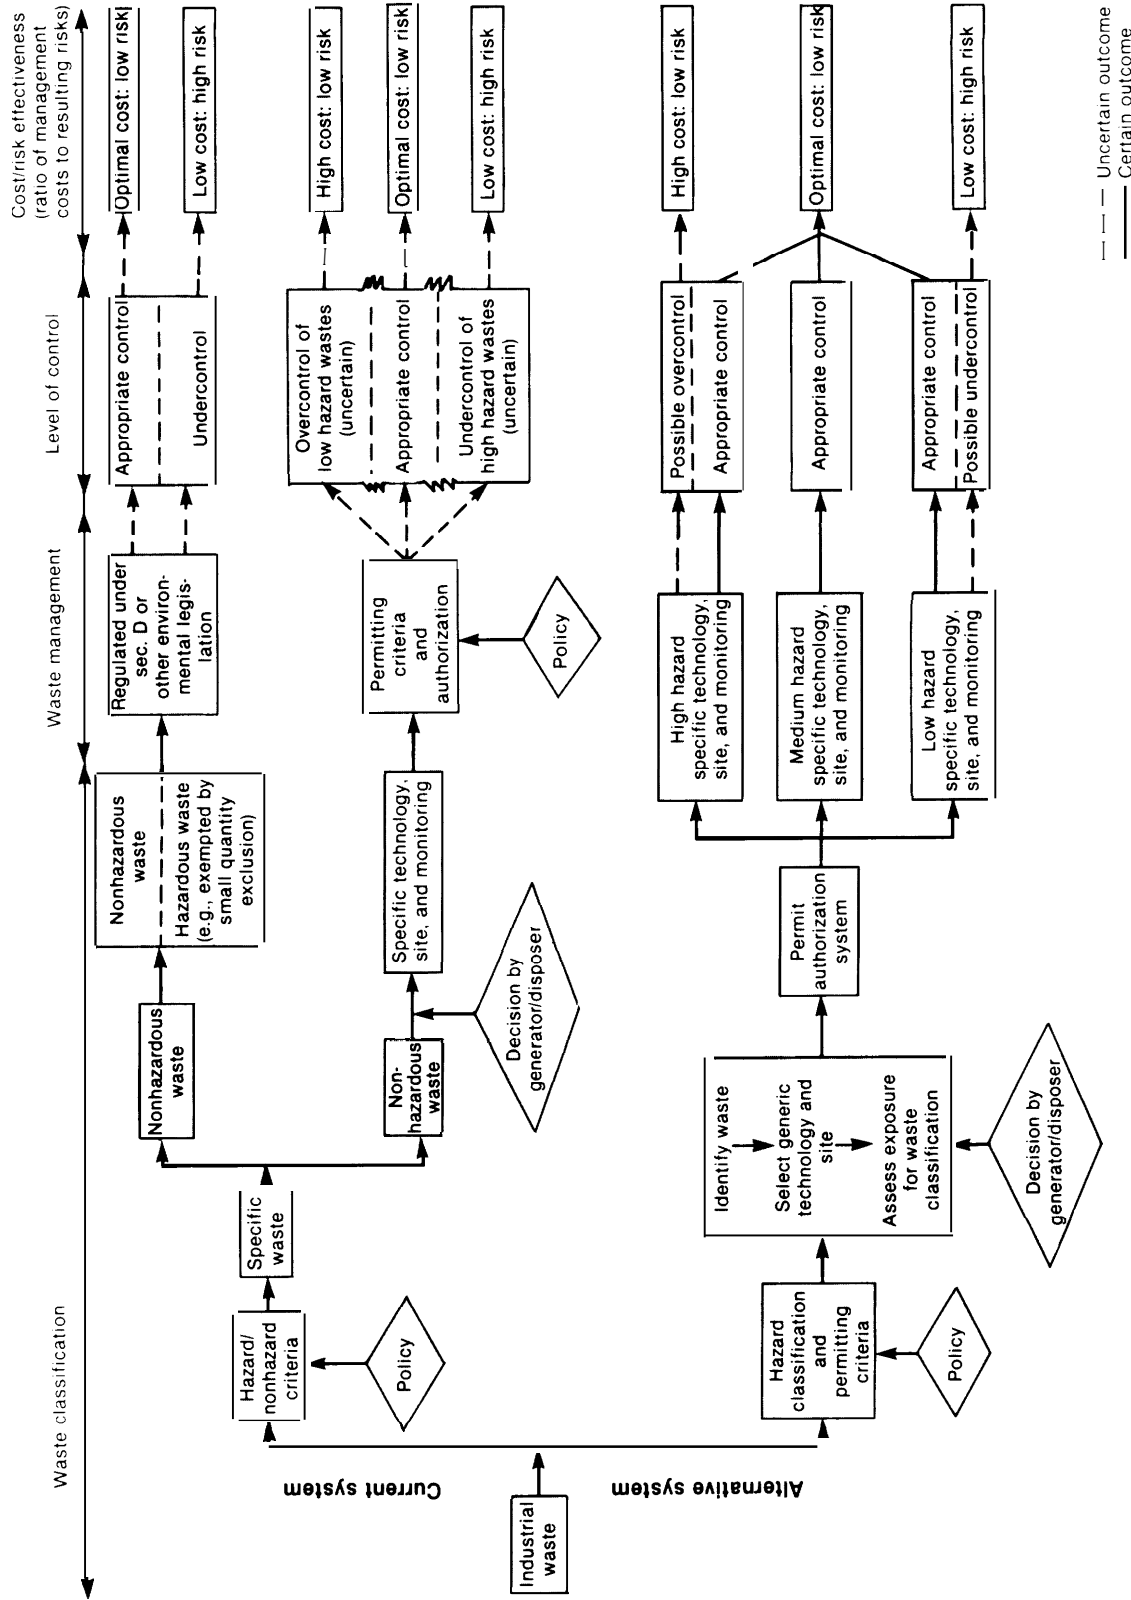 Waste classification
Waste management
Level of control
Cost/risk effectiveness
(ratio of management
costs to resulting risks)
Industrial
waste
Current system
Alternative system
Hazard/
nonhazard
criteria
Policy
Specific
waste
Nonhazardous
waste
Nonhazardous
waste
Hazardous waste
(e.g., exempted by
small quantity
exclusion)
Regulated under
sec. D or
other environ-
mental legis-
lation
Appropriate control
Undercontrol
Optimal cost: low risk
Low cost: high risk
Non-
hazardous
waste
Decision by
generator/disposer
Specific technology,
site, and monitoring
Permitting
criteria
and
authorization
Policy
Overcontrol of
low hazard wastes
(uncertain)
Appropriate control
Undercontrol of
high hazard wastes
(uncertain)
High cost: low risk
Optimal cost: low risk
Low cost: high risk
Hazard
classification
and
permitting
criteria
Policy
Identify waste
Select generic
technology and
site
Assess exposure
for waste
classification
Decision by
generator/disposer
Permit
authorization
system
High hazard
specific technology,
site, and monitoring
Medium hazard
specific technology,
site, and monitoring
Low hazard
specific technology,
site, and monitoring
Possible overcontrol
Appropriate control
Appropriate control
Appropriate control
Possible undercontrol
High cost: low risk
Optimal cost: low risk
Low cost: high risk
Uncertain outcome
Certain outcome